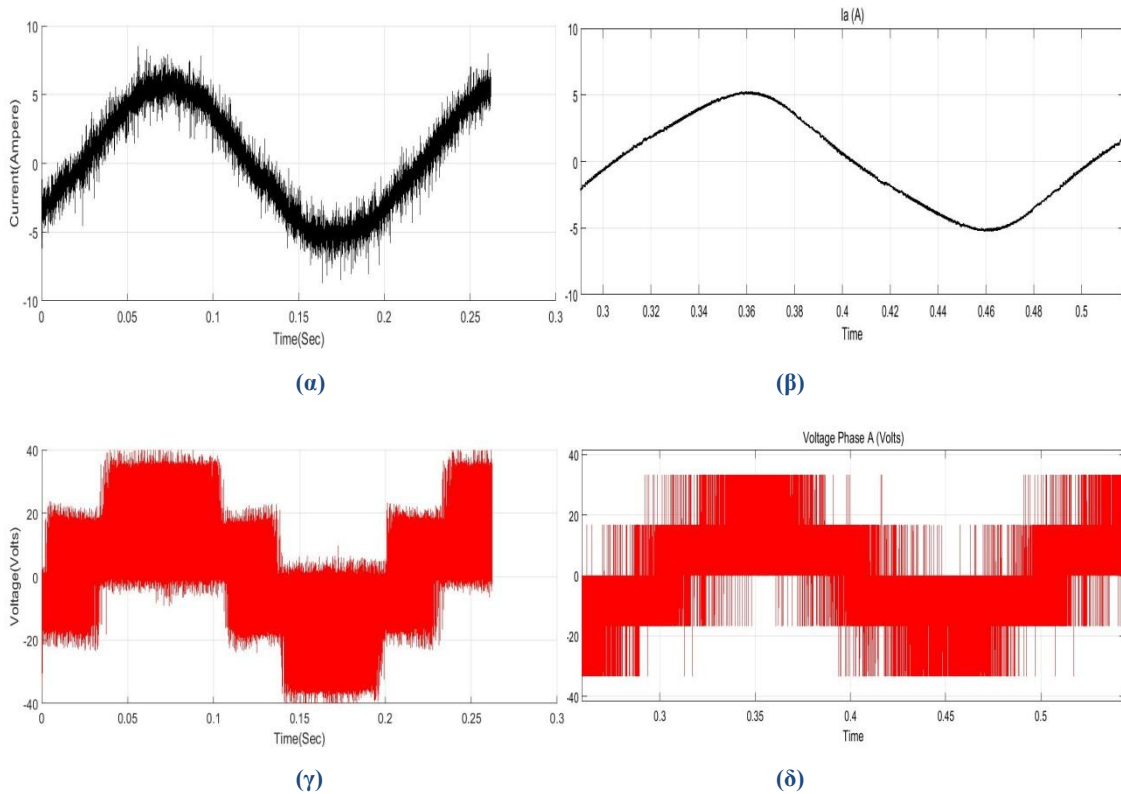 10
5
0
-5
-10
Current(Ampere)
0 0.05 0.1 0.15 0.2 0.25 0.3
Time(Sec)
(α)
Ia (A)
10
5
0
-5
-10
0.3 0.32 0.34 0.36 0.38 0.4 0.42 0.44 0.46 0.48 0.5
Time
(β)
40
20
0
-20
-40
Voltage(Volts)
0 0.05 0.1 0.15 0.2 0.25 0.3
Time(Sec)
(γ)
Voltage Phase A (Volts)
40
20
0
-20
-40
0.3 0.35 0.4 0.45 0.5
Time
(δ)